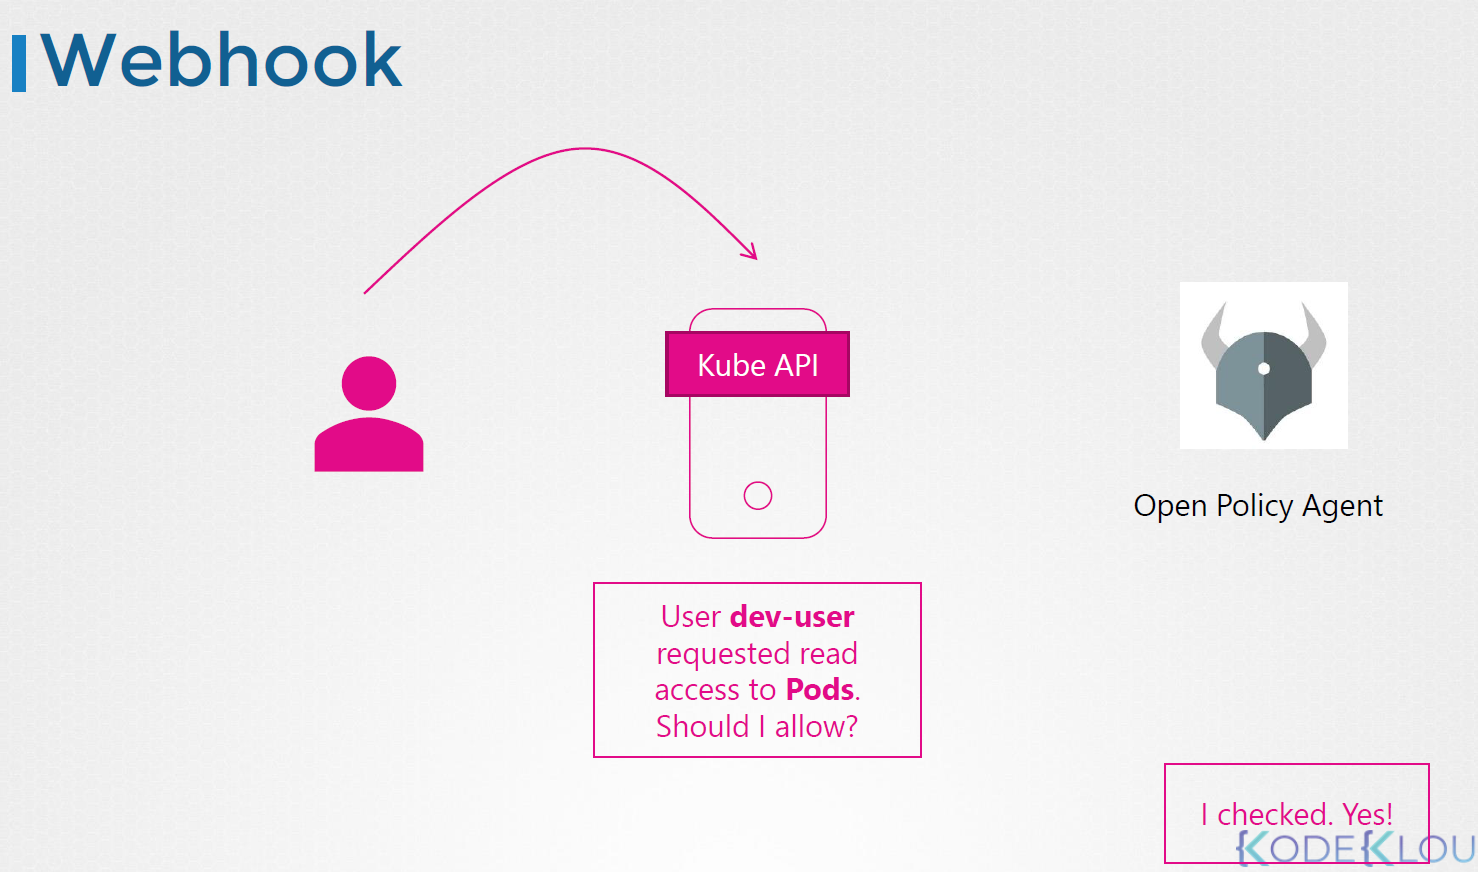 Webhook
Kube API
Open Policy Agent
User dev-user
requested read
access to Pods.
Should I allow?
I checked. Yes!
KODEKLOU